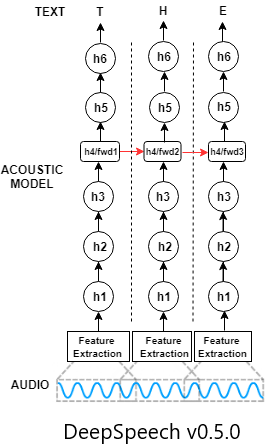 TEXT T H E
h6 h6 h6
h5 h5 h5
h4/fwd1 h4/fwd2 h4/fwd3
ACOUSTIC
MODEL
h3 h3 h3
h2 h2 h2
h1 h1 h1
Feature Feature Feature
Extraction Extraction Extraction
AUDIO
DeepSpeech v0.5.0